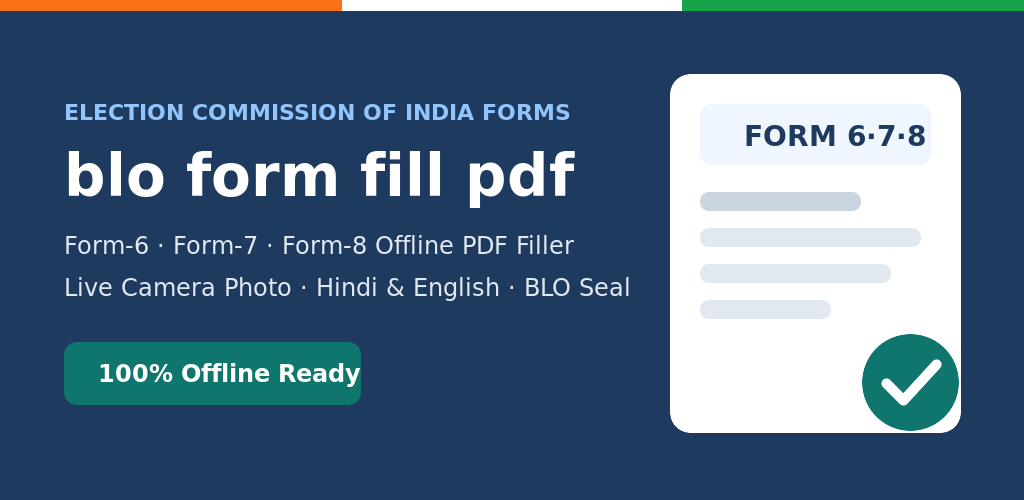 ELECTION COMMISSION OF INDIA FORMS
blo form fill pdf
Form-6 · Form-7 · Form-8 Offline PDF Filler
Live Camera Photo · Hindi & English · BLO Seal
100% Offline Ready
FORM 6·7·8